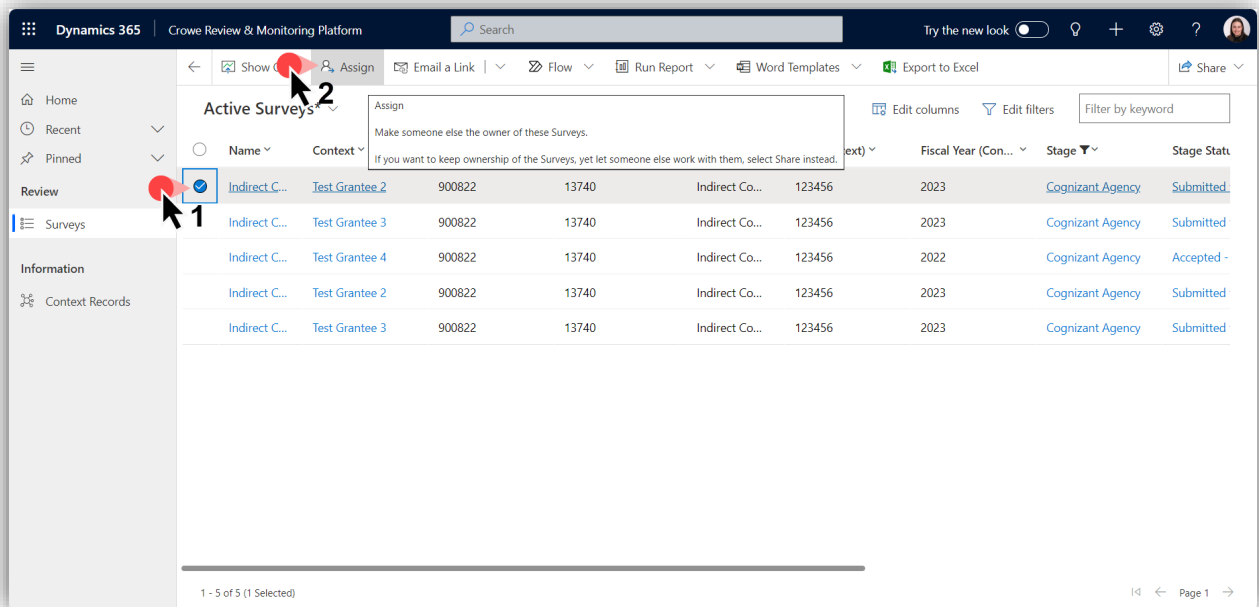 Dynamics 365 Crowe Review & Monitoring Platform Search Try the new look
Show Assign Email a Link Flow Run Report Word Templates Export to Excel Share
2
Home
Recent
Pinned
Review
Surveys
Information
Context Records
Active Surveys* Edit columns Edit filters Filter by keyword
Assign
Make someone else the owner of these Surveys.
If you want to keep ownership of the Surveys, yet let someone else work with them, select Share instead.
Name Context Fiscal Year (Con... Stage Stage Statu
1
Indirect C... Test Grantee 2 900822 13740 Indirect Co... 123456 2023 Cognizant Agency Submitted
Indirect C... Test Grantee 3 900822 13740 Indirect Co... 123456 2023 Cognizant Agency Submitted
Indirect C... Test Grantee 4 900822 13740 Indirect Co... 123456 2022 Cognizant Agency Accepted -
Indirect C... Test Grantee 2 900822 13740 Indirect Co... 123456 2023 Cognizant Agency Submitted
Indirect C... Test Grantee 3 900822 13740 Indirect Co... 123456 2023 Cognizant Agency Submitted
1 - 5 of 5 (1 Selected) Page 1